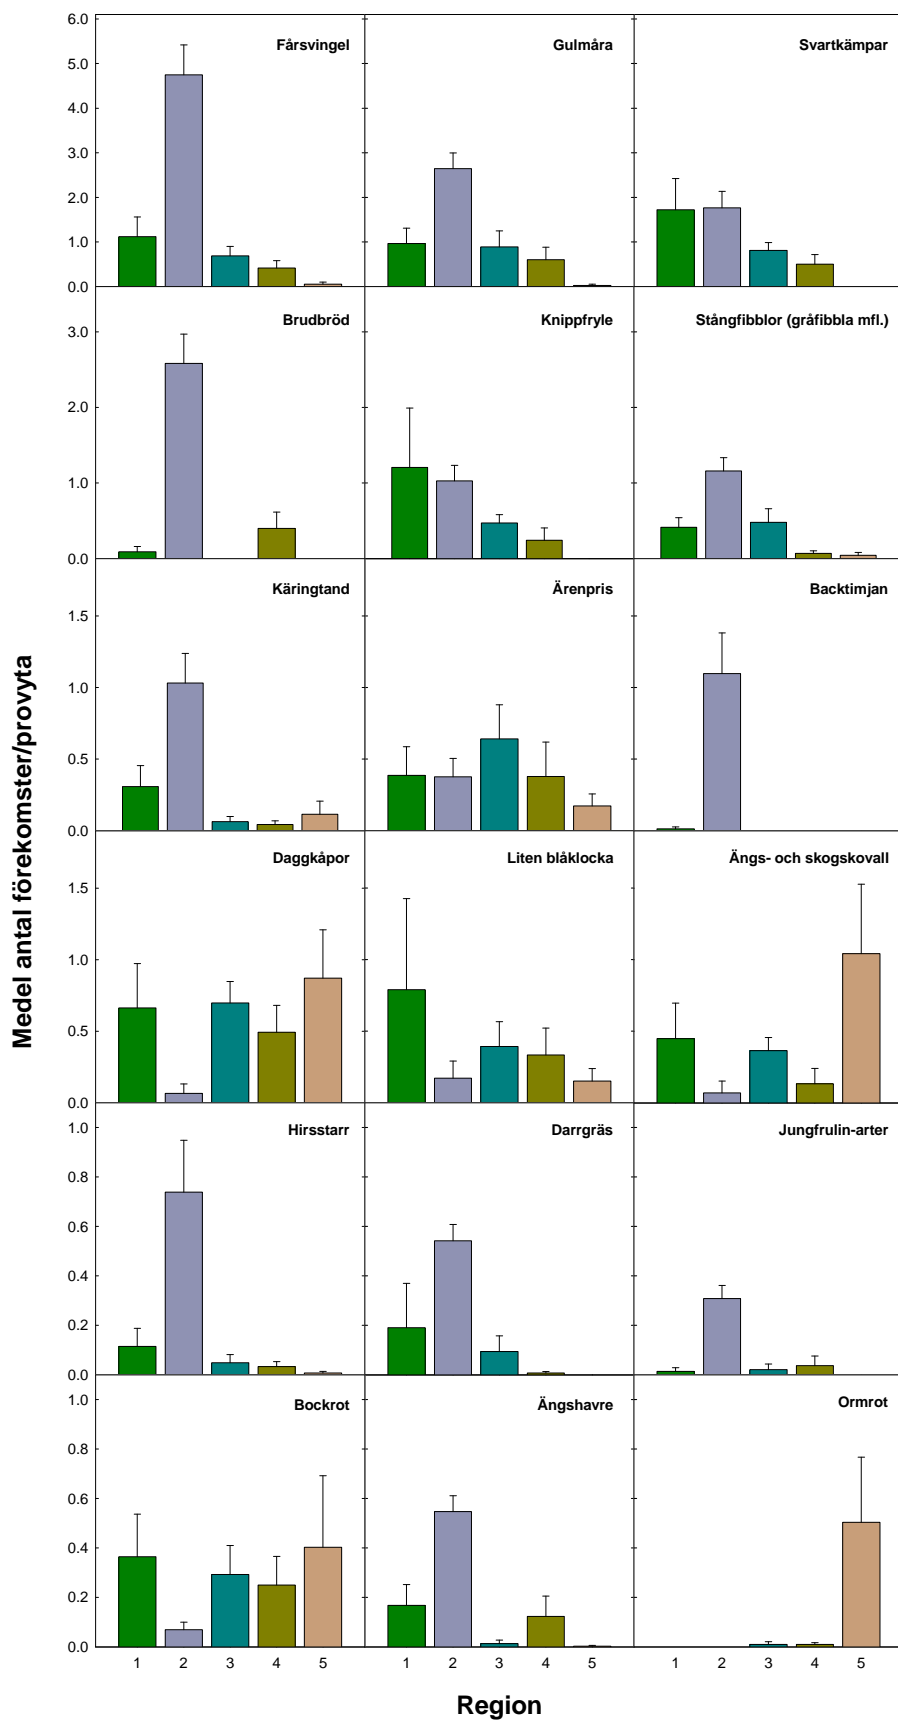 Medel antal förekomster/provyta
6.0
5.0
4.0
3.0
2.0
1.0
0.0
Fårsvingel
Gulmåra
Svartkämpar
3.0
2.0
1.0
0.0
Brudbröd
Knippfryle
Stångfibblor (gråfibbla mfl.)
1.5
1.0
0.5
0.0
Käringtand
Ärenpris
Backtimjan
1.5
1.0
0.5
0.0
Daggkåpor
Liten blåklocka
Ängs- och skogskovall
1.0
0.8
0.6
0.4
0.2
0.0
Hirsstarr
Darrgräs
Jungfrulin-arter
1.0
0.8
0.6
0.4
0.2
0.0
Bockrot
Ängshavre
Ormrot
1 2 3 4 5 1 2 3 4 5 1 2 3 4 5
Region